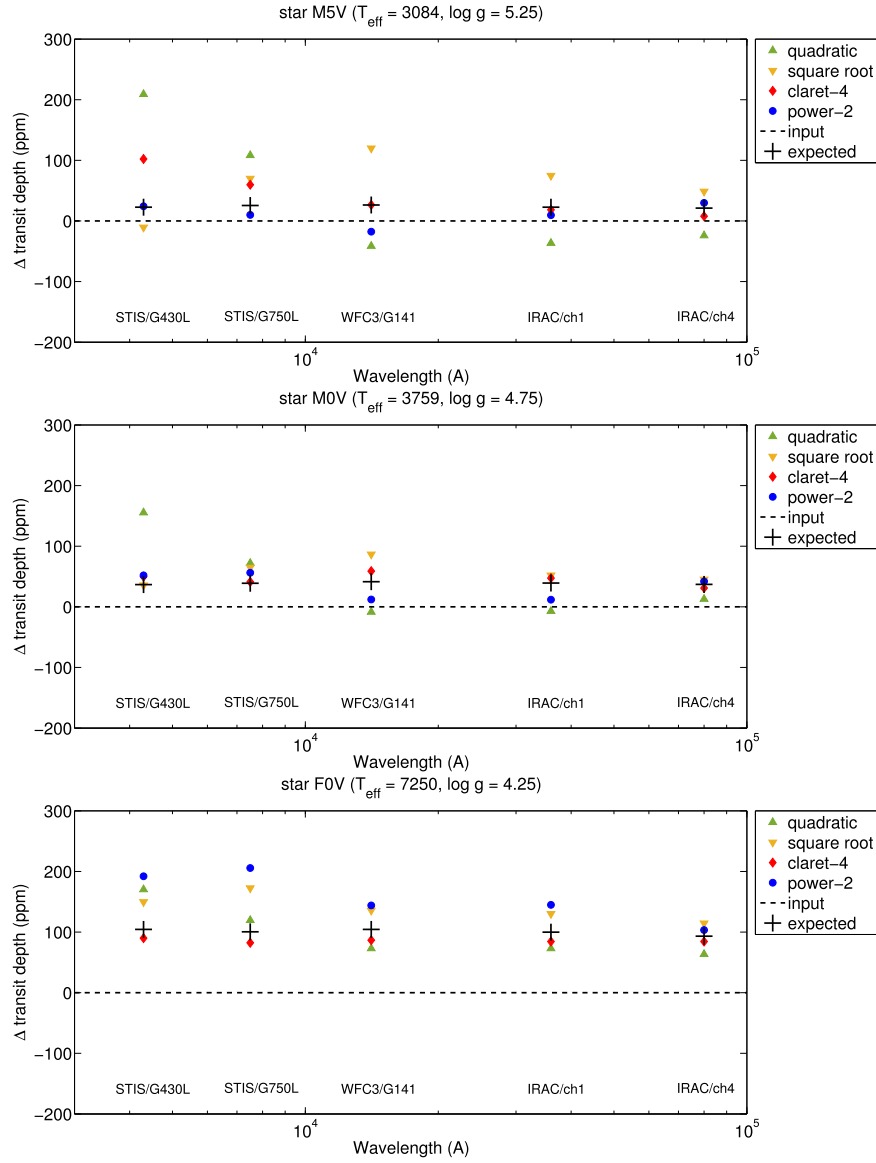 star M5V (Teff = 3084, log g = 5.25)
300
200
100
0
−100
−200
Δ transit depth (ppm)
STIS/G430L
STIS/G750L
WFC3/G141
IRAC/ch1
IRAC/ch4
10^4
10^5
Wavelength (A)
quadratic
square root
claret−4
power−2
input
expected
star M0V (Teff = 3759, log g = 4.75)
300
200
100
0
−100
−200
Δ transit depth (ppm)
STIS/G430L
STIS/G750L
WFC3/G141
IRAC/ch1
IRAC/ch4
10^4
10^5
Wavelength (A)
quadratic
square root
claret−4
power−2
input
expected
star F0V (Teff = 7250, log g = 4.25)
300
200
100
0
−100
−200
Δ transit depth (ppm)
STIS/G430L
STIS/G750L
WFC3/G141
IRAC/ch1
IRAC/ch4
10^4
10^5
Wavelength (A)
quadratic
square root
claret−4
power−2
input
expected